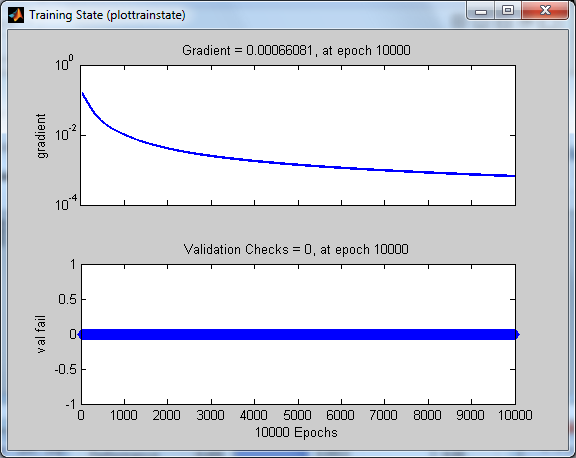 Training State (plottrainstate)
Gradient = 0.00066081, at epoch 10000
10^0
10^-2
10^-4
gradient
Validation Checks = 0, at epoch 10000
1
0.5
0
-0.5
-1
val fail
0 1000 2000 3000 4000 5000 6000 7000 8000 9000 10000
10000 Epochs